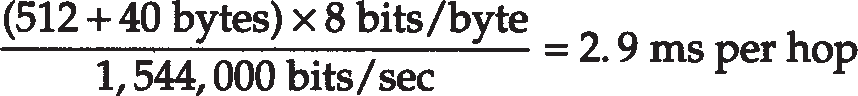 (512 + 40 bytes) × 8 bits/byte
1,544,000 bits/sec
= 2.9 ms per hop